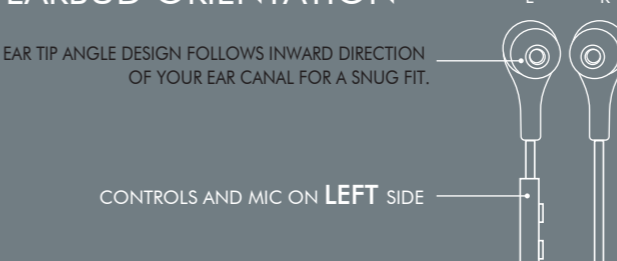 EARBUD ORIENTATION
L R
EAR TIP ANGLE DESIGN FOLLOWS INWARD DIRECTION
OF YOUR EAR CANAL FOR A SNUG FIT.
CONTROLS AND MIC ON LEFT SIDE